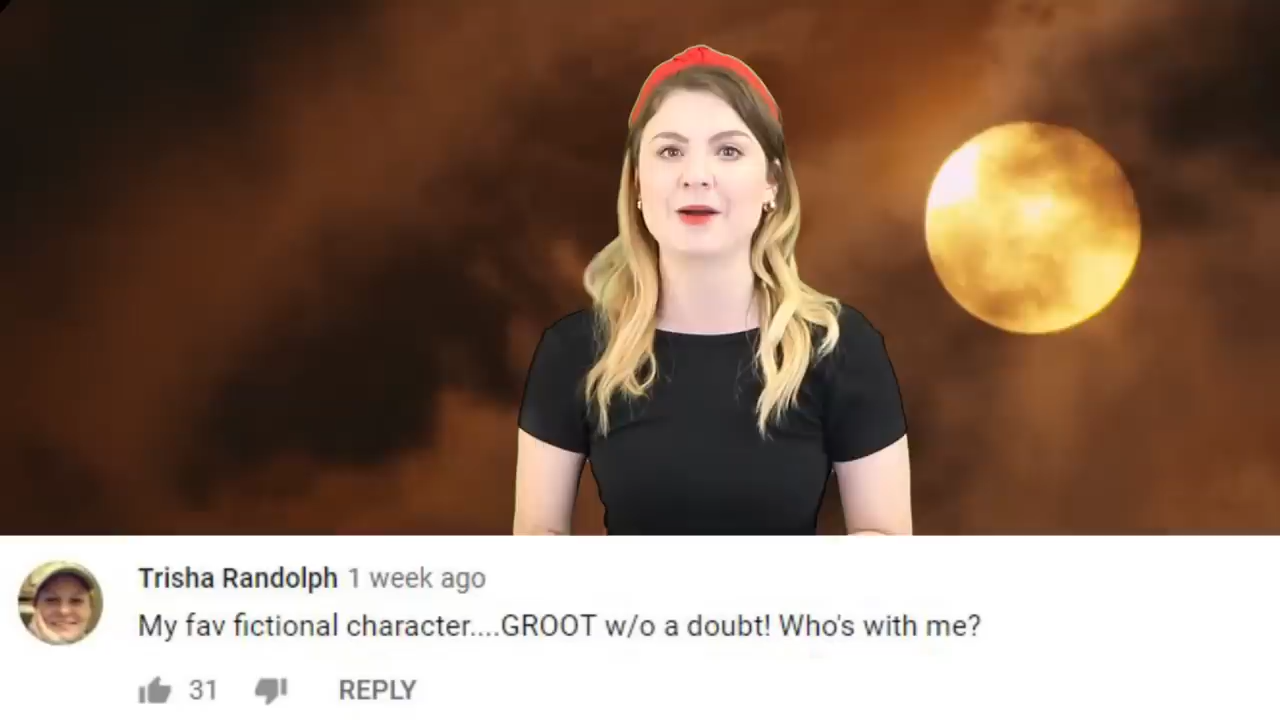 Trisha Randolph 1 week ago
My fav fictional character....GROOT w/o a doubt! Who's with me?
31 REPLY